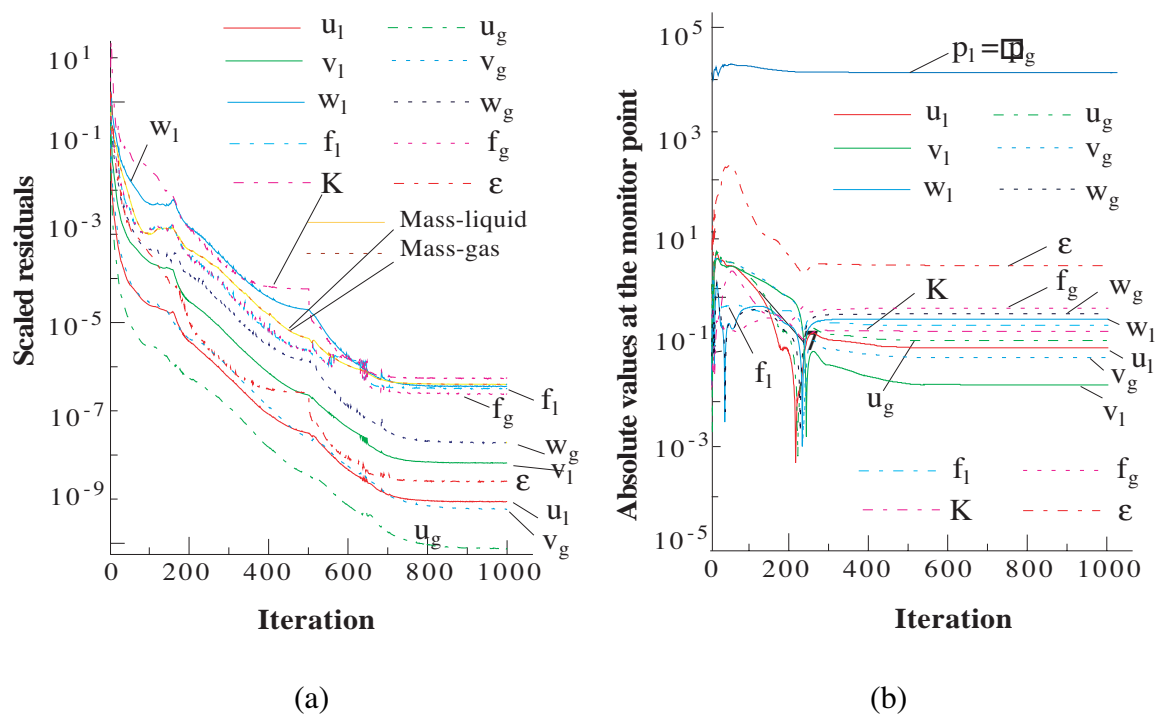 Scaled residuals
10^1
10^-1
10^-3
10^-5
10^-7
10^-9
u_l
u_g
v_l
v_g
w_l
w_g
f_l
f_g
K
ε
Mass-liquid
Mass-gas
w_l
f_l
f_g
w_g
v_l
ε
u_l
u_g
v_g
0 200 400 600 800 1000
Iteration
(a)
Absolute values at the monitor point
10^5
10^3
10^1
10^-1
10^-3
10^-5
p_l = p_g
u_l
u_g
v_l
v_g
w_l
w_g
ε
K
f_g
w_g
w_l
f_l
u_g
u_l
v_g
v_l
f_l
f_g
K
ε
0 200 400 600 800 1000
Iteration
(b)